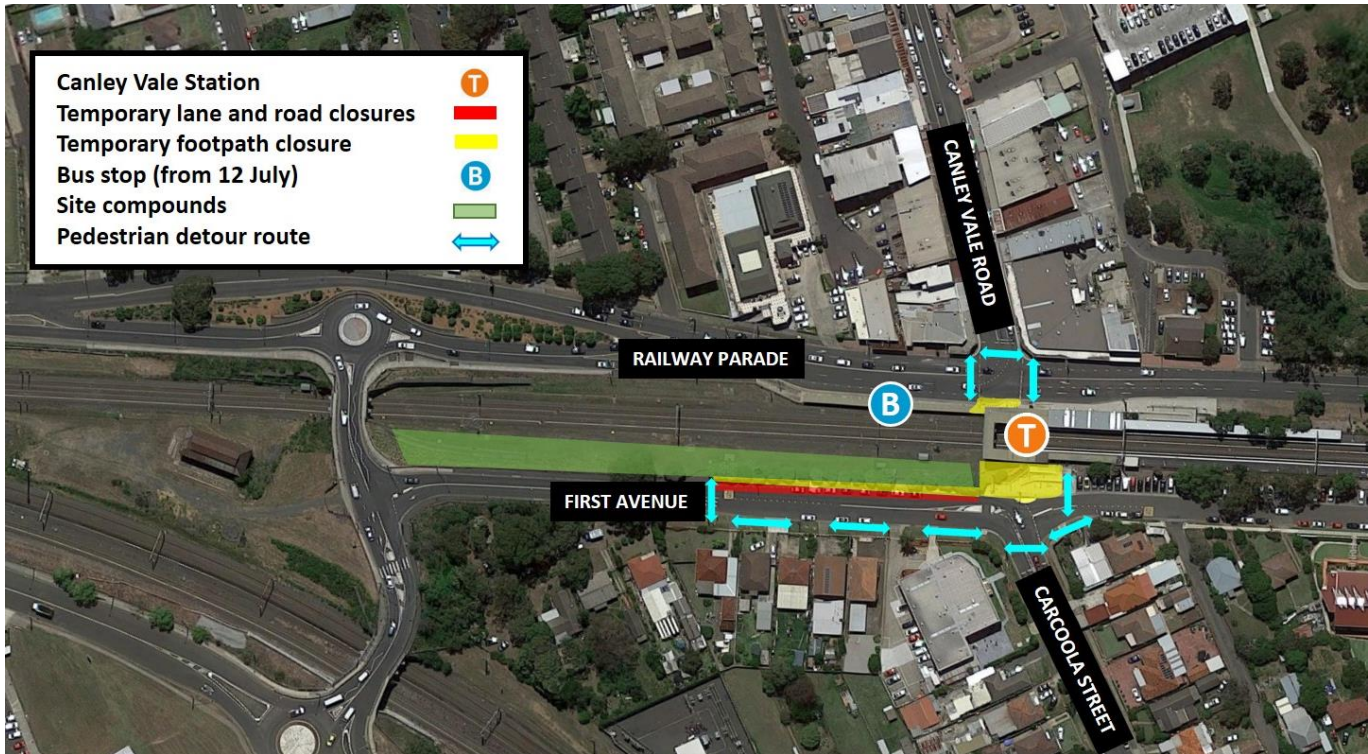 Canley Vale Station
T
Temporary lane and road closures
Temporary footpath closure
Bus stop (from 12 July)
B
Site compounds
Pedestrian detour route
CANLEY VALE ROAD
RAILWAY PARADE
B
T
FIRST AVENUE
CARCOOLA STREET